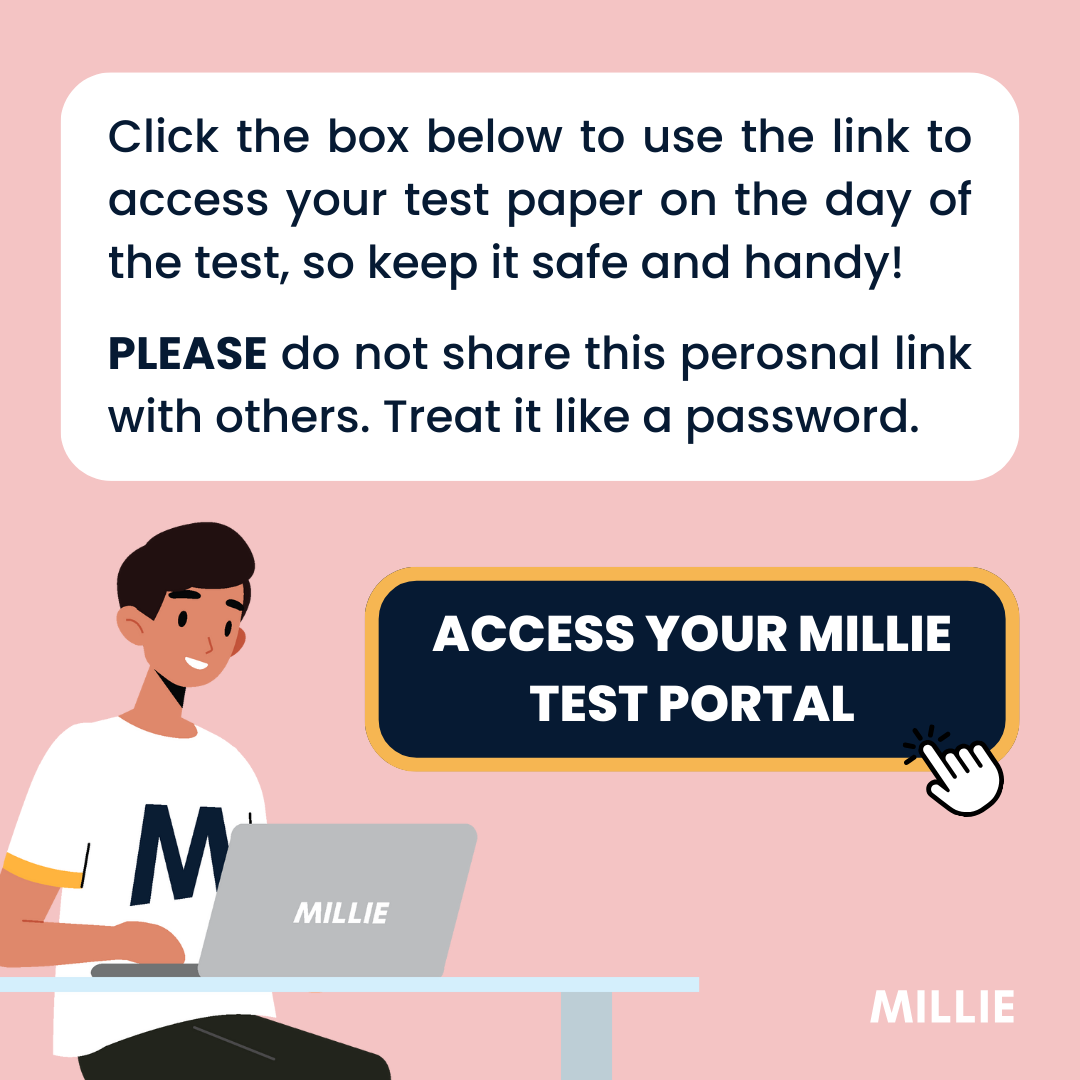 Click the box below to use the link to
access your test paper on the day of
the test, so keep it safe and handy!
PLEASE do not share this perosnal link
with others. Treat it like a password.
ACCESS YOUR MILLIE
TEST PORTAL
M
MILLIE
MILLIE